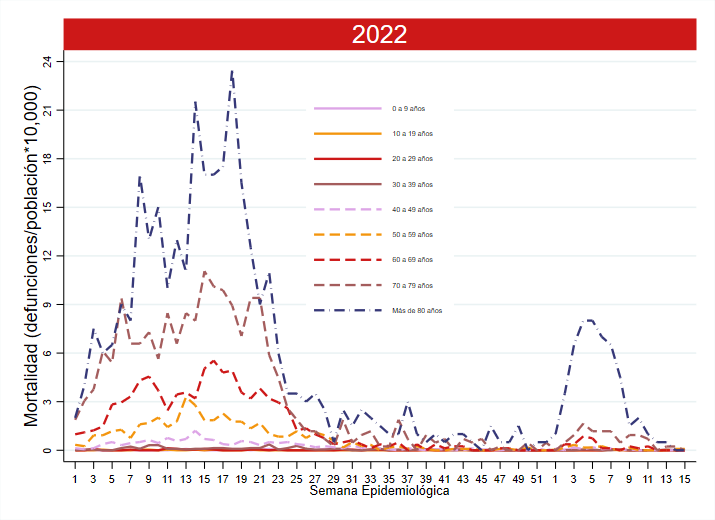 2022
Mortalidad (defunciones/población*10,000)
24
21
18
15
12
9
6
3
0
0 a 9 años
10 a 19 años
20 a 29 años
30 a 39 años
40 a 49 años
50 a 59 años
60 a 69 años
70 a 79 años
Más de 80 años
1 3 5 7 9 11 13 15 17 19 21 23 25 27 29 31 33 35 37 39 41 43 45 47 49 51 1 3 5 7 9 11 13 15
Semana Epidemiológica